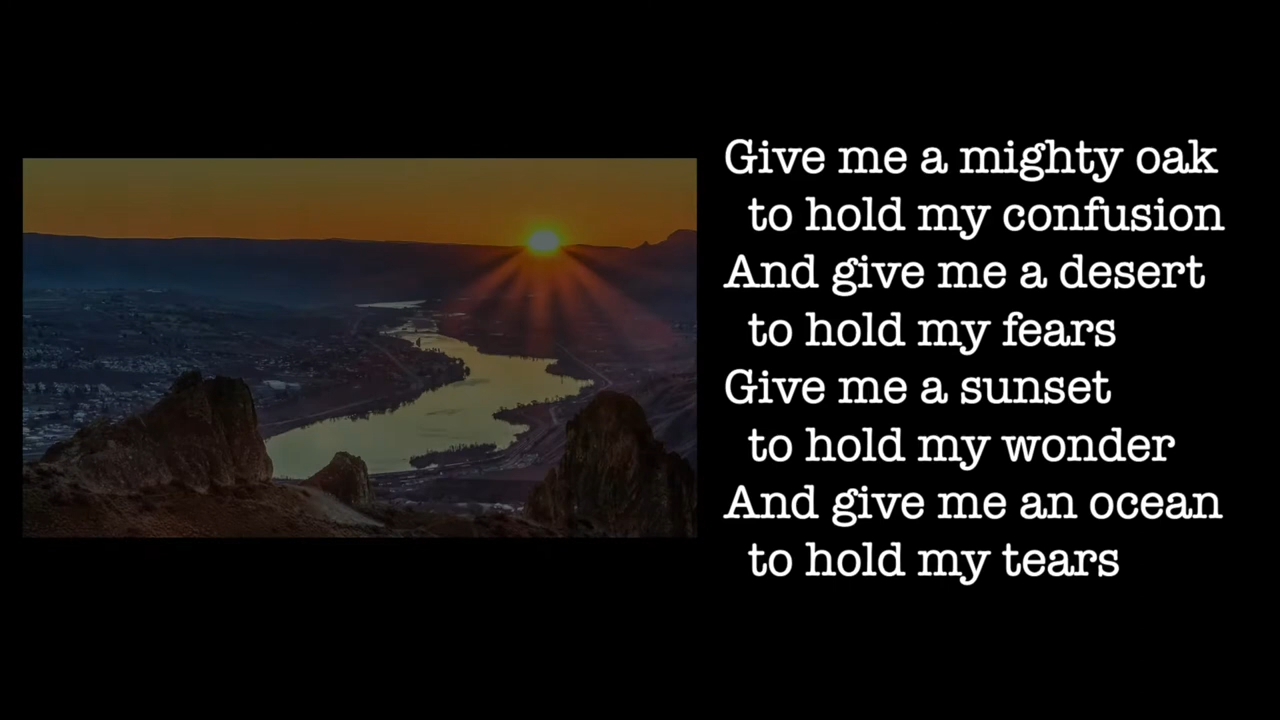 Give me a mighty oak
to hold my confusion
And give me a desert
to hold my fears
Give me a sunset
to hold my wonder
And give me an ocean
to hold my tears